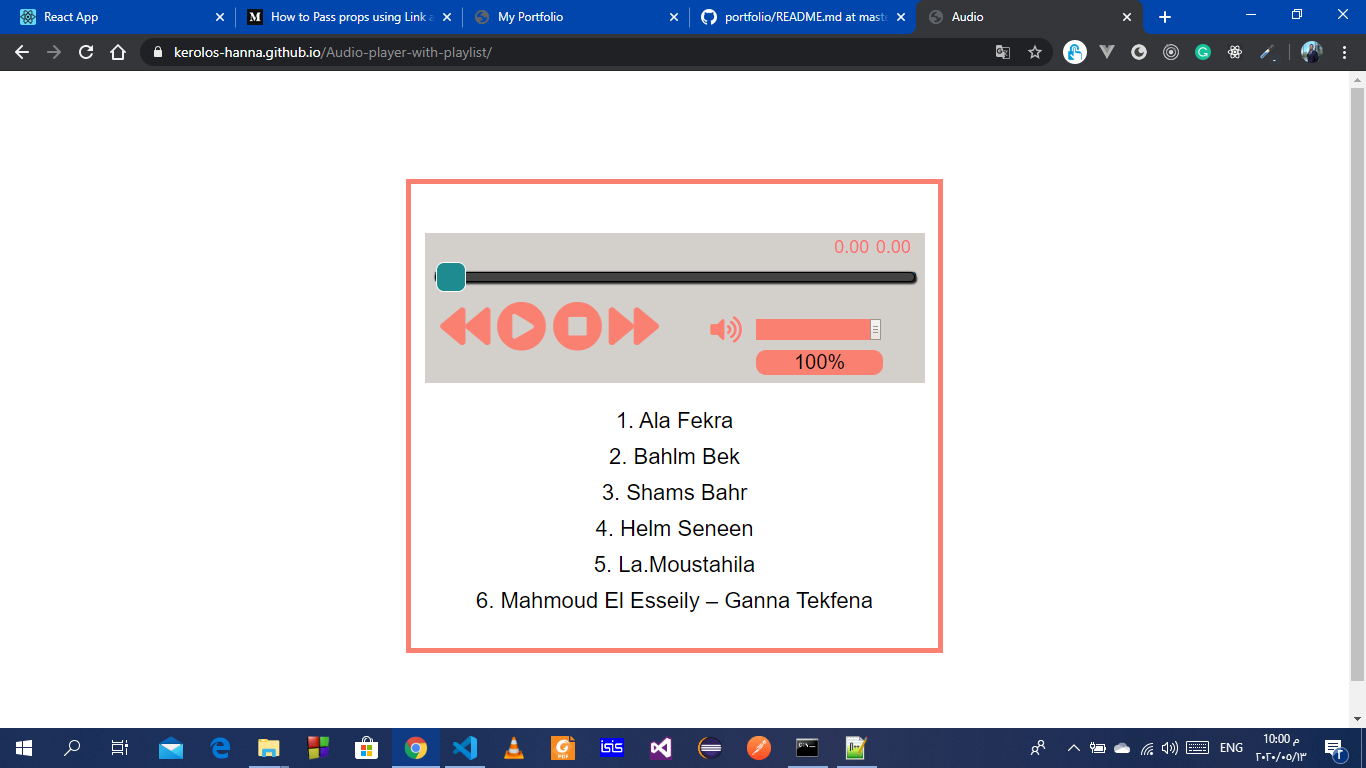 React App
How to Pass props using Link a
My Portfolio
portfolio/README.md at maste
Audio
kerolos-hanna.github.io/Audio-player-with-playlist/
0.00 0.00
100%
1. Ala Fekra
2. Bahlm Bek
3. Shams Bahr
4. Helm Seneen
5. La.Moustahila
6. Mahmoud El Esseily – Ganna Tekfena
isis
ENG
10:00 م
٢٠٢٠/٠٥/١٣